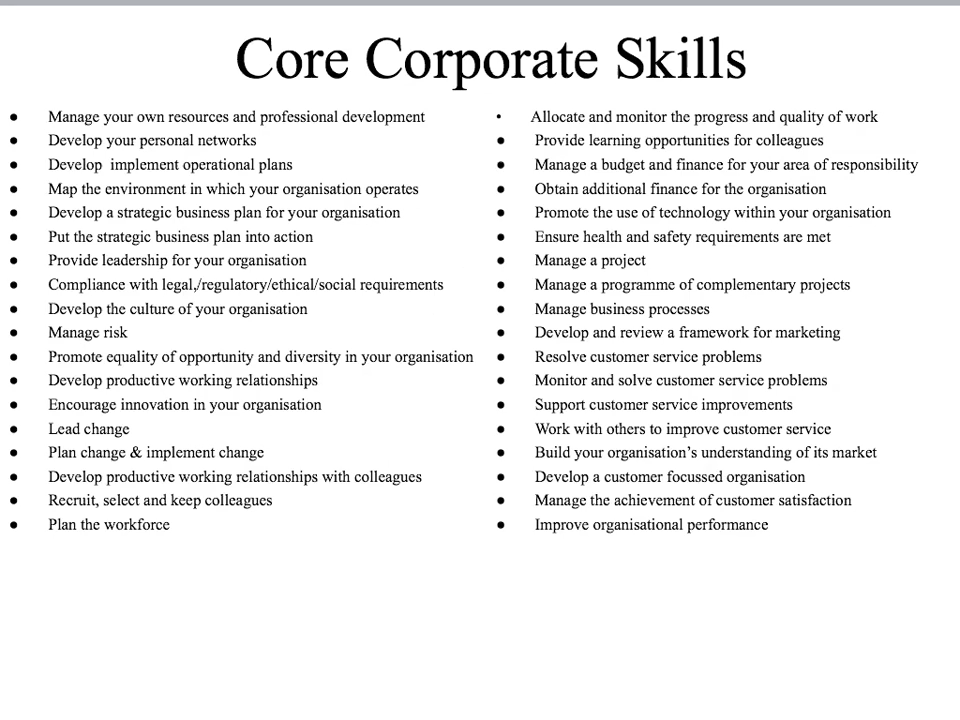 Core Corporate Skills
● Manage your own resources and professional development
● Develop your personal networks
● Develop  implement operational plans
● Map the environment in which your organisation operates
● Develop a strategic business plan for your organisation
● Put the strategic business plan into action
● Provide leadership for your organisation
● Compliance with legal,/regulatory/ethical/social requirements
● Develop the culture of your organisation
● Manage risk
● Promote equality of opportunity and diversity in your organisation
● Develop productive working relationships
● Encourage innovation in your organisation
● Lead change
● Plan change & implement change
● Develop productive working relationships with colleagues
● Recruit, select and keep colleagues
● Plan the workforce
• Allocate and monitor the progress and quality of work
● Provide learning opportunities for colleagues
● Manage a budget and finance for your area of responsibility
● Obtain additional finance for the organisation
● Promote the use of technology within your organisation
● Ensure health and safety requirements are met
● Manage a project
● Manage a programme of complementary projects
● Manage business processes
● Develop and review a framework for marketing
● Resolve customer service problems
● Monitor and solve customer service problems
● Support customer service improvements
● Work with others to improve customer service
● Build your organisation’s understanding of its market
● Develop a customer focussed organisation
● Manage the achievement of customer satisfaction
● Improve organisational performance